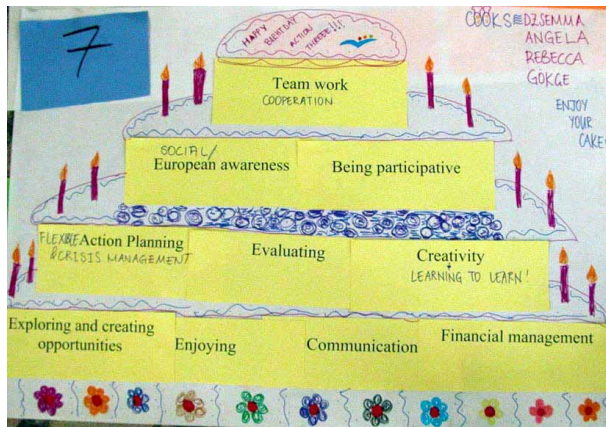 7
HAPPY
BIRTHDAY
ACTION
THREE!!!
COOKS=DZSEMMA
ANGELA
REBECCA
GÖKÇE
ENJOY
YOUR
CAKE!
Team work
COOPERATION
SOCIAL/
European awareness
Being participative
FLEXIBLE Action Planning
& CRISIS MANAGEMENT
Evaluating
Creativity
LEARNING TO LEARN!
Exploring and creating
opportunities
Enjoying
Communication
Financial management